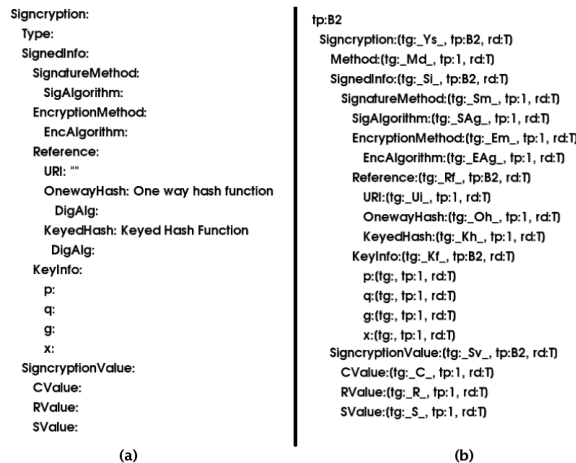 Signcryption:
Type:
SignedInfo:
SignatureMethod:
SigAlgorithm:
EncryptionMethod:
EncAlgorithm:
Reference:
URI: ""
OnewayHash: One way hash function
DigAlg:
KeyedHash: Keyed Hash Function
DigAlg:
KeyInfo:
p:
q:
g:
x:
SigncryptionValue:
CValue:
RValue:
SValue:
(a)
tp:B2
Signcryption:(tg:_Ys_, tp:B2, rd:T)
Method:(tg:_Md_, tp:1, rd:T)
SignedInfo:(tg:_Si_, tp:B2, rd:T)
SignatureMethod:(tg:_Sm_, tp:1, rd:T)
SigAlgorithm:(tg:_SAg_, tp:1, rd:T)
EncryptionMethod:(tg:_Em_, tp:1, rd:T)
EncAlgorithm:(tg:_EAg_, tp:1, rd:T)
Reference:(tg:_Rf_, tp:B2, rd:T)
URI:(tg:_Ui_, tp:1, rd:T)
OnewayHash:(tg:_Oh_, tp:1, rd:T)
KeyedHash:(tg:_Kh_, tp:1, rd:T)
KeyInfo:(tg:_Kf_, tp:B2, rd:T)
p:(tg:, tp:1, rd:T)
q:(tg:, tp:1, rd:T)
g:(tg:, tp:1, rd:T)
x:(tg:, tp:1, rd:T)
SigncryptionValue:(tg:_Sv_, tp:B2, rd:T)
CValue:(tg:_C_, tp:1, rd:T)
RValue:(tg:_R_, tp:1, rd:T)
SValue:(tg:_S_, tp:1, rd:T)
(b)